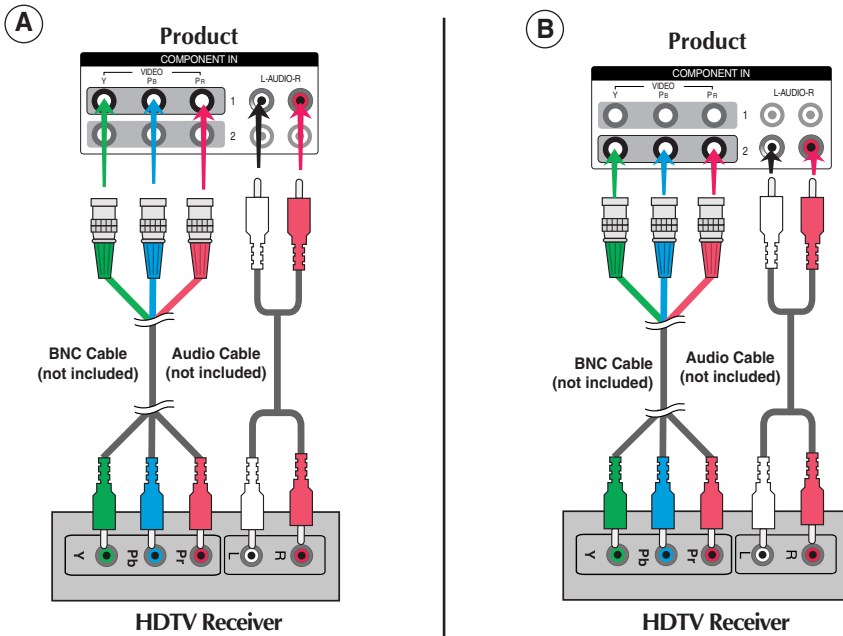 A
Product
COMPONENT IN
VIDEO
Y PB PR
L-AUDIO-R
1
2
BNC Cable
(not included)
Audio Cable
(not included)
Y Pb Pr L R
HDTV Receiver
B
Product
COMPONENT IN
VIDEO
Y PB PR
L-AUDIO-R
1
2
BNC Cable
(not included)
Audio Cable
(not included)
Y Pb Pr L R
HDTV Receiver